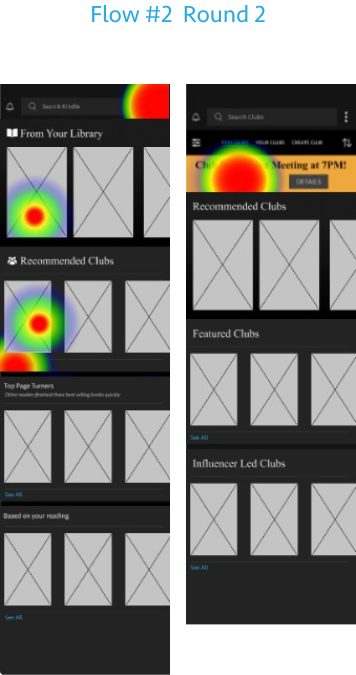 Flow #2 Round 2
Search Kindle
From Your Library
Recommended Clubs
Top Page Turners
Other readers finished these best selling books quickly
See All
Based on your reading
See All
Search Clubs
YOUR CLUBS CREATE CLUB
Meeting at 7PM!
DETAILS
Recommended Clubs
Featured Clubs
See All
Influencer Led Clubs
See All